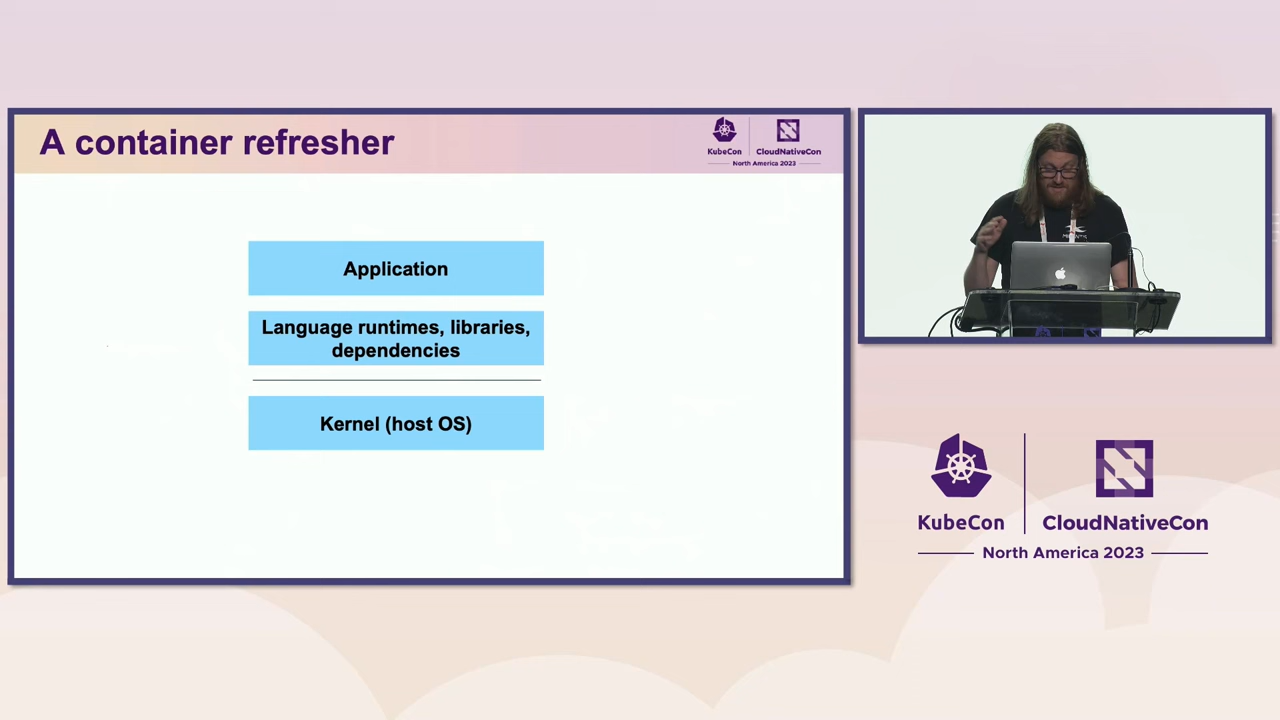 A container refresher
KubeCon
CloudNativeCon
North America 2023
Application
Language runtimes, libraries,
dependencies
Kernel (host OS)
KubeCon
CloudNativeCon
North America 2023